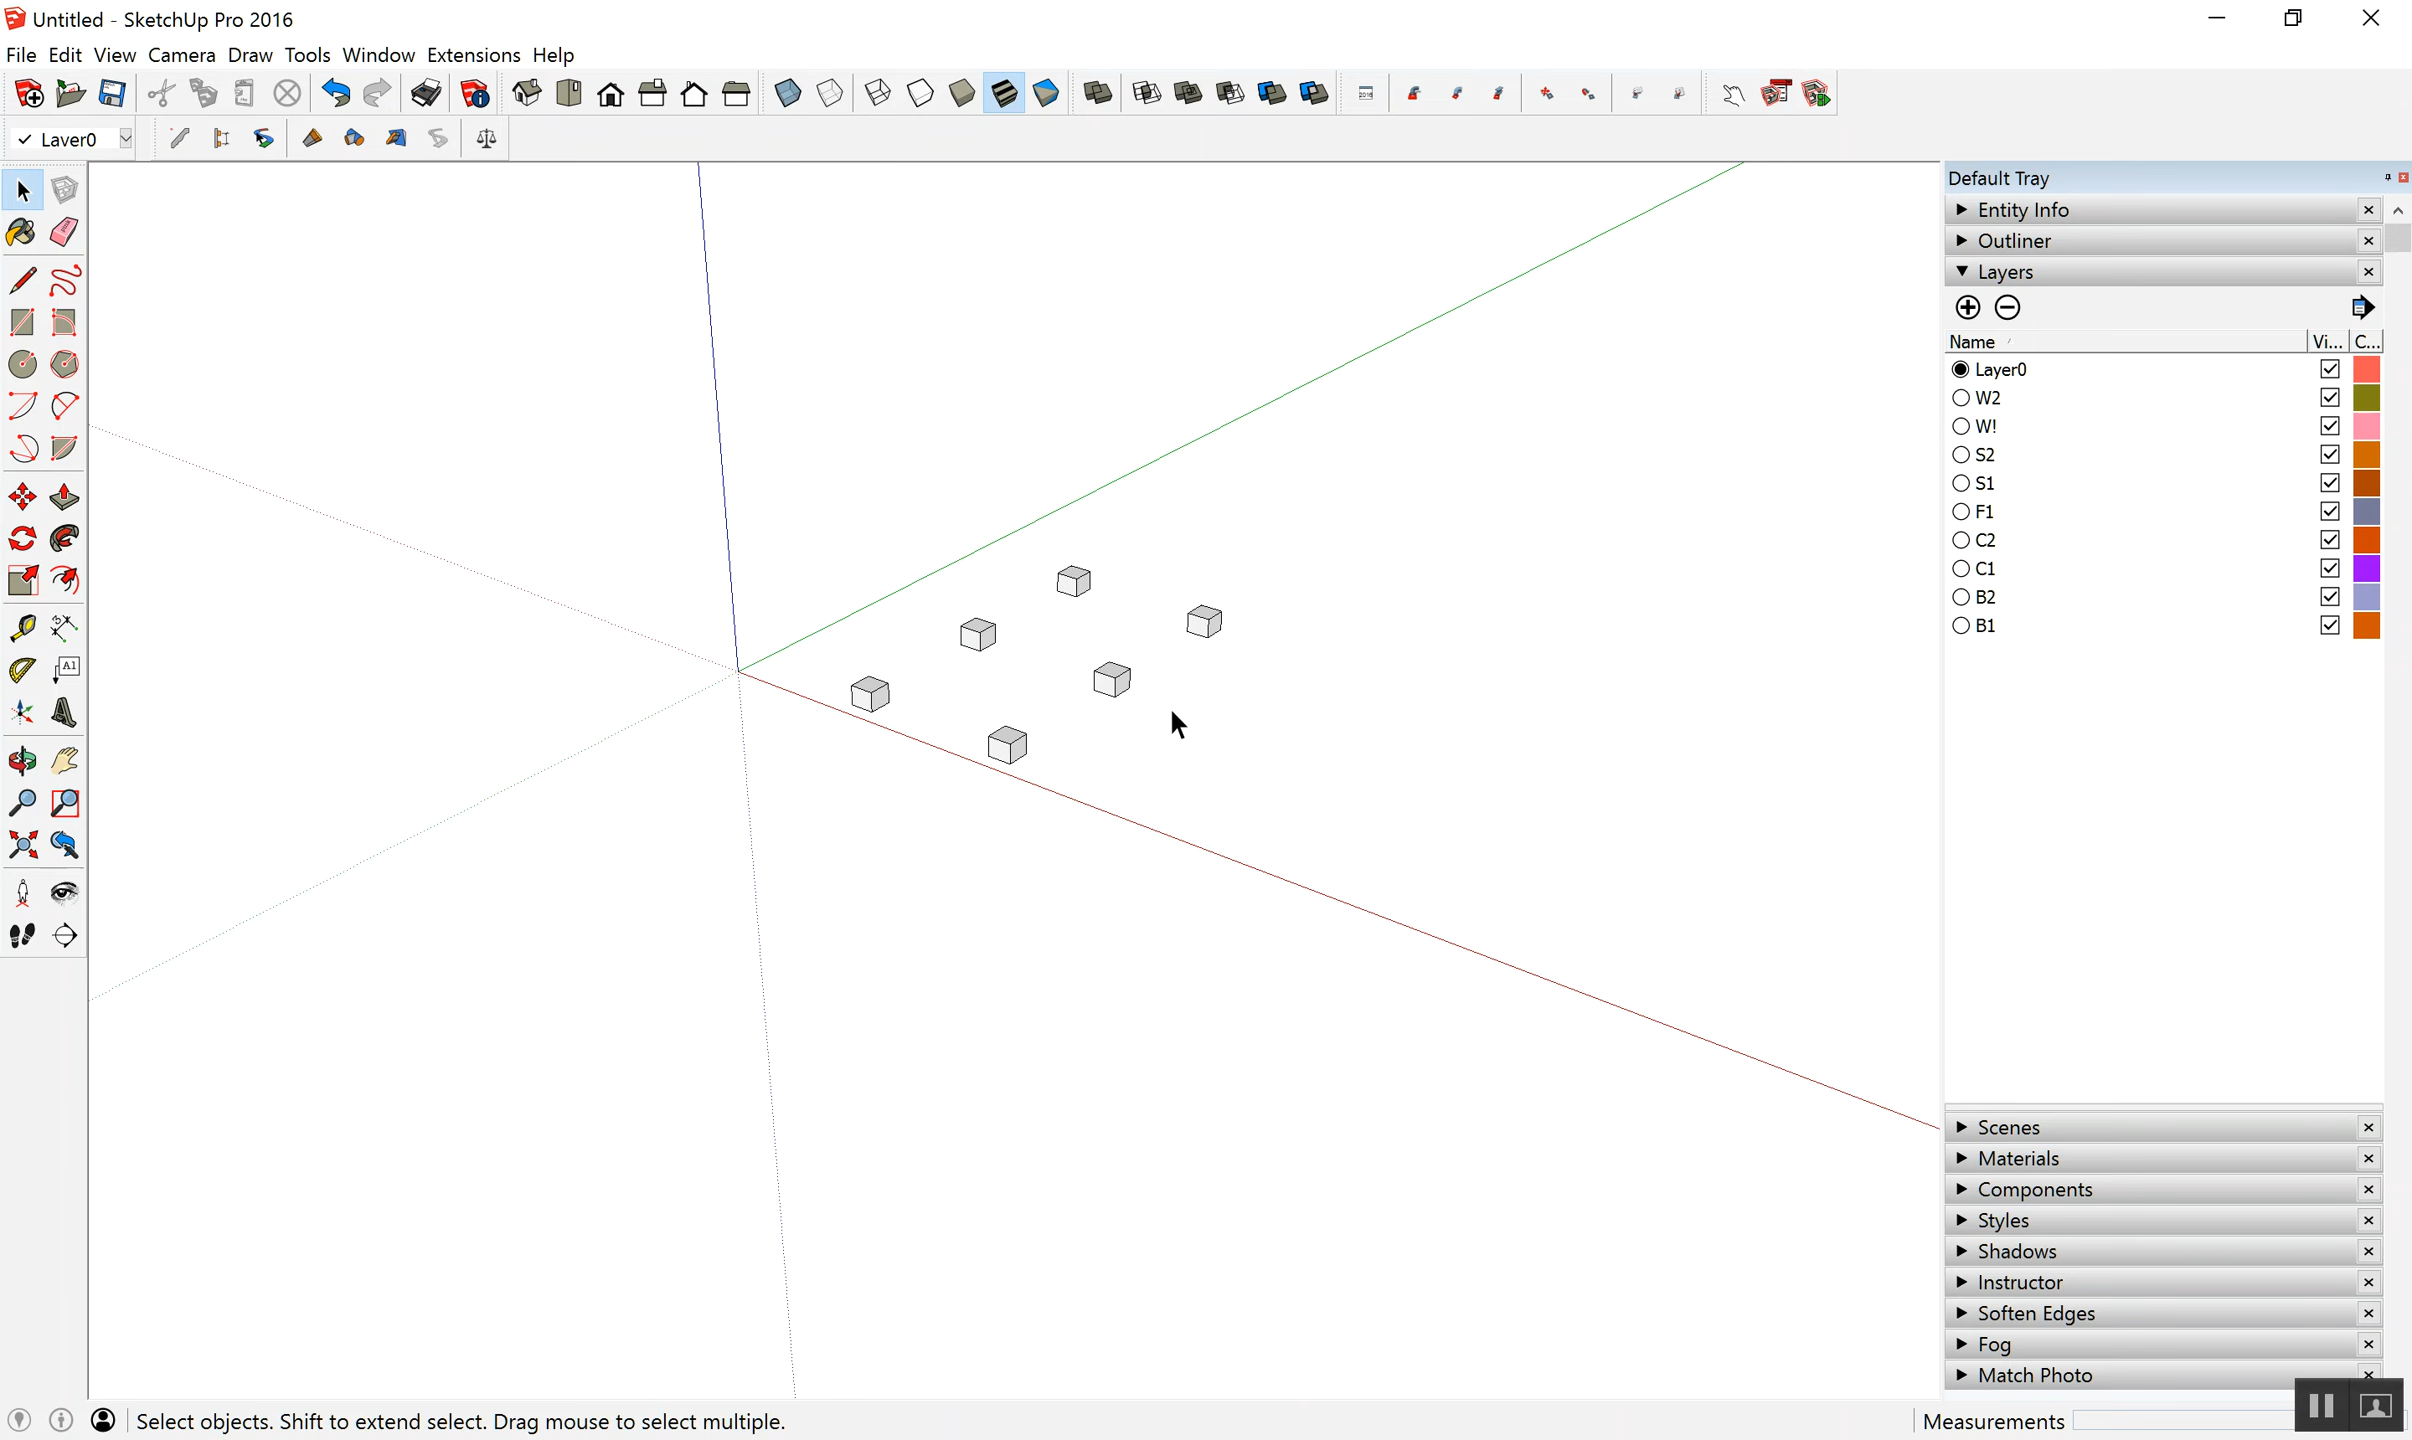 Untitled - SketchUp Pro 2016
File Edit View Camera Draw Tools Window Extensions Help
Layer0
Default Tray
Entity Info
Outliner
Layers
Name Vi... C...
Layer0
W2
W!
S2
S1
F1
C2
C1
B2
B1
A1
Scenes
Materials
Components
Styles
Shadows
Instructor
Soften Edges
Fog
Match Photo
Select objects. Shift to extend select. Drag mouse to select multiple.
Measurements